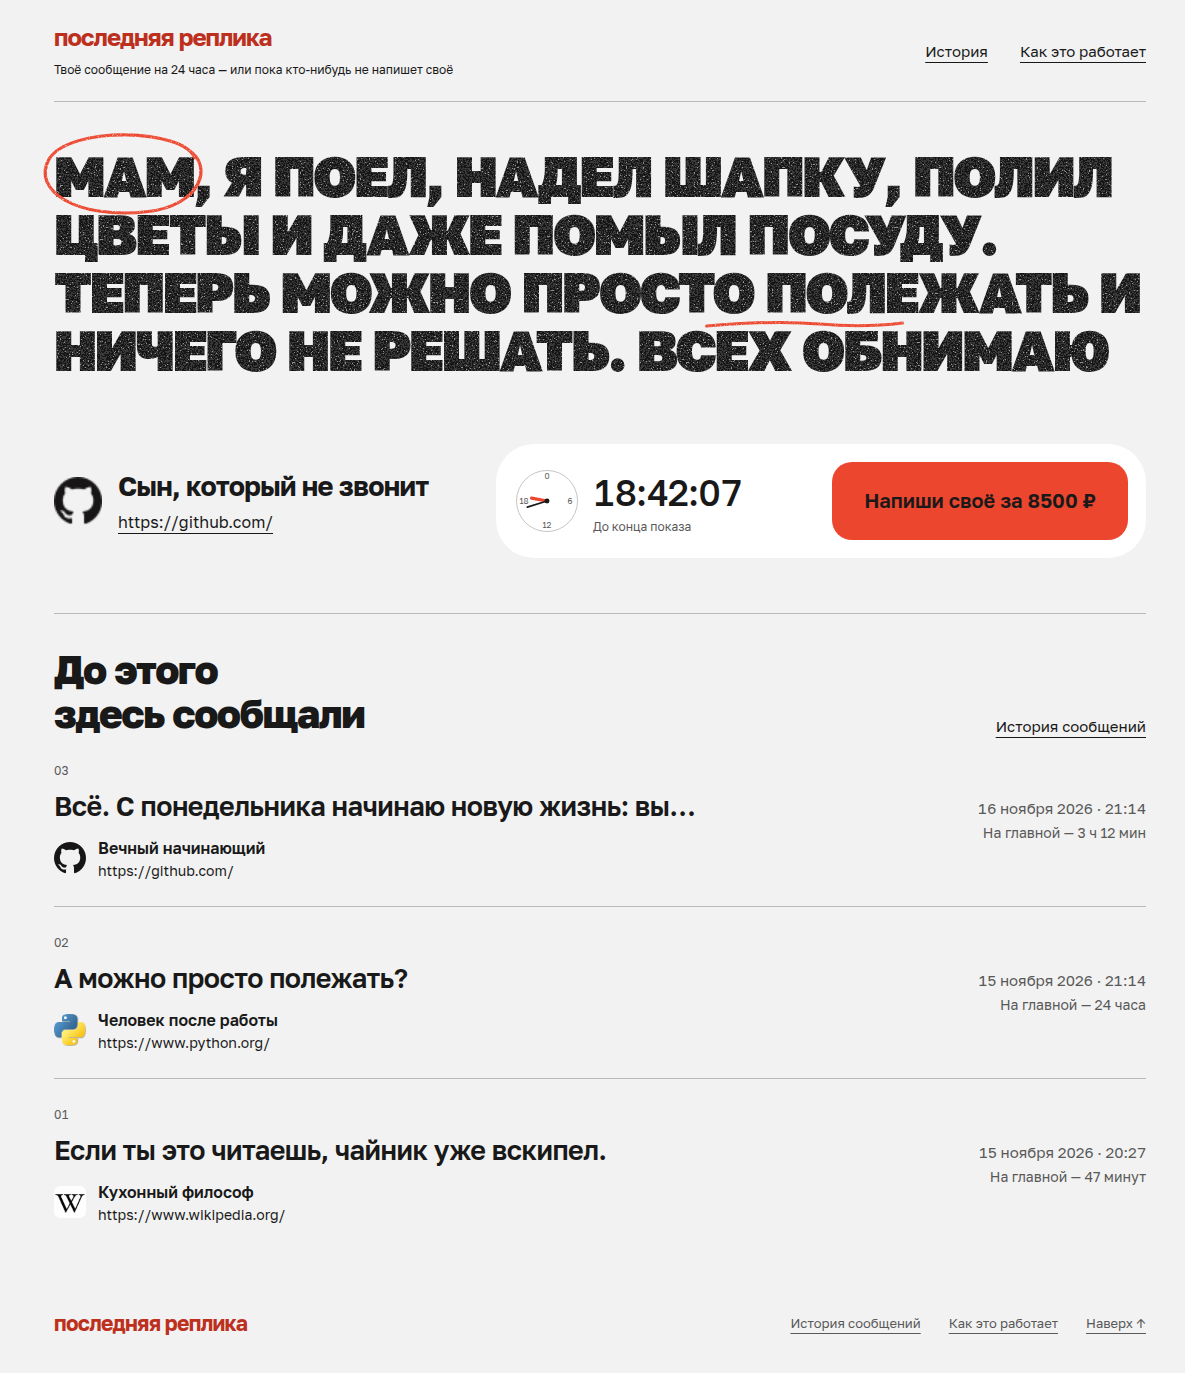 последняя реплика
Твоё сообщение на 24 часа — или пока кто-нибудь не напишет своё
История
Как это работает
МАМ, Я ПОЕЛ, НАДЕЛ ШАПКУ, ПОЛИЛ
ЦВЕТЫ И ДАЖЕ ПОМЫЛ ПОСУДУ.
ТЕПЕРЬ МОЖНО ПРОСТО ПОЛЕЖАТЬ И
НИЧЕГО НЕ РЕШАТЬ. ВСЕХ ОБНИМАЮ
Сын, который не звонит
https://github.com/
0
6
12
18
18:42:07
До конца показа
Напиши своё за 8500 ₽
До этого
здесь сообщали
История сообщений
03
Всё. С понедельника начинаю новую жизнь: вы...
16 ноября 2026 · 21:14
На главной — 3 ч 12 мин
Вечный начинающий
https://github.com/
02
А можно просто полежать?
15 ноября 2026 · 21:14
На главной — 24 часа
Человек после работы
https://www.python.org/
01
Если ты это читаешь, чайник уже вскипел.
15 ноября 2026 · 20:27
На главной — 47 минут
W
Кухонный философ
https://www.wikipedia.org/
последняя реплика
История сообщений
Как это работает
Наверх ↑